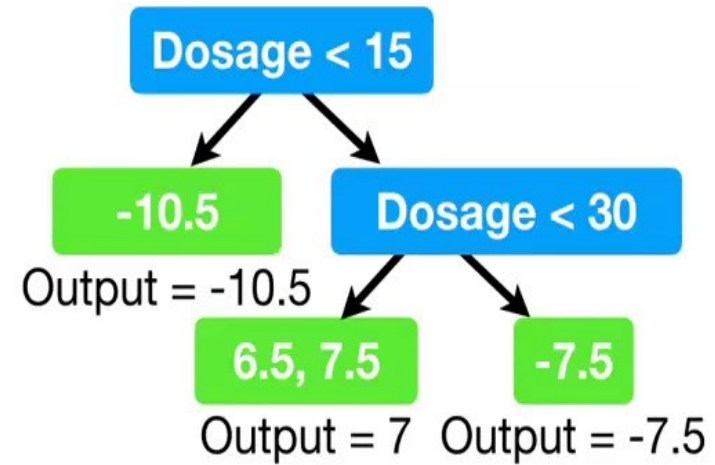 Dosage < 15
-10.5
Dosage < 30
Output = -10.5
6.5, 7.5
-7.5
Output = 7
Output = -7.5